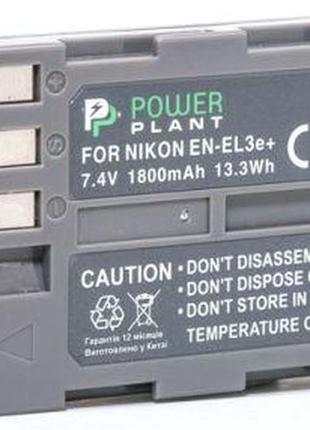 POWER
PLANT
FOR NIKON EN-EL3e+
7.4V 1800mAh 13.3Wh
CAUTION
• DON'T DISASSEM
• DON'T DISPOSE O
• DON'T STORE IN
TEMPERATURE O
Гарантія 12 місяців
Виготовлено у Китаї